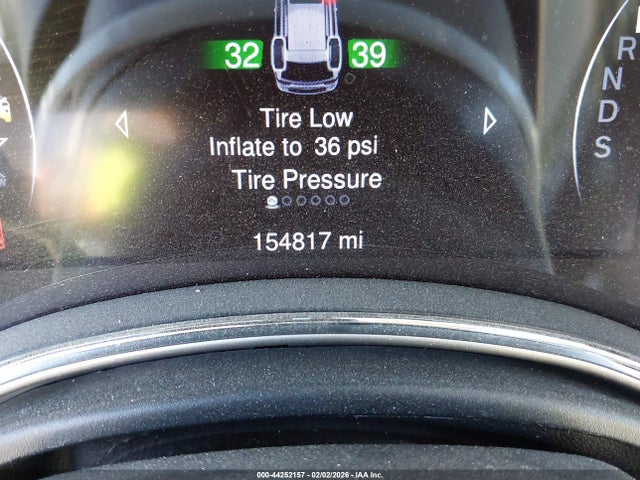 32 39
R
N
D
S
Tire Low
Inflate to 36 psi
Tire Pressure
154817 mi
000-44252157 - 02/02/2026 - IAA Inc.